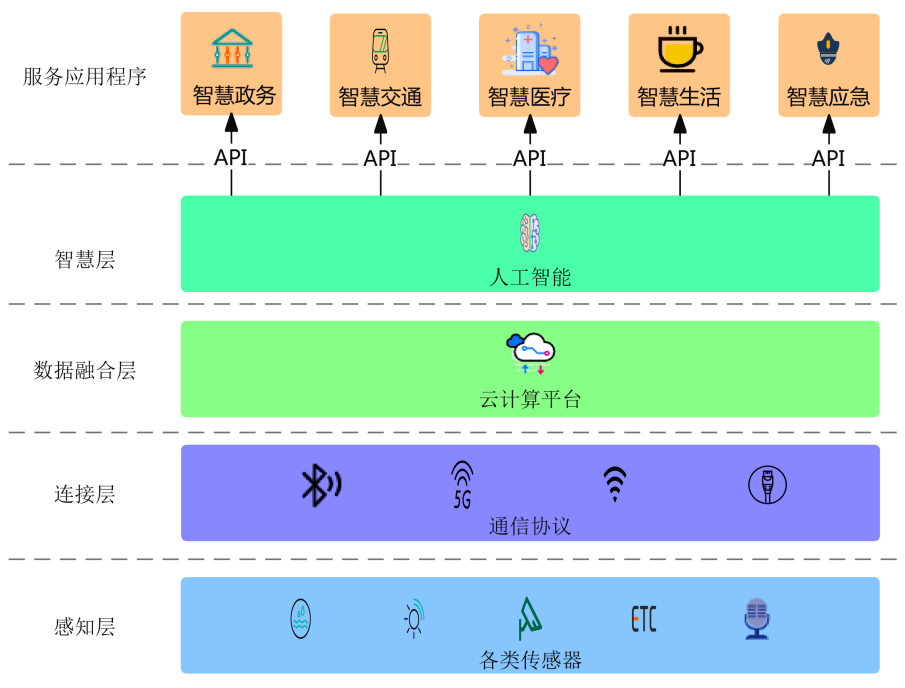 服务应用程序
智慧政务
智慧交通
智慧医疗
智慧生活
智慧应急
API
API
API
API
API
智慧层
人工智能
数据融合层
云计算平台
连接层
5G
通信协议
感知层
ETC
各类传感器